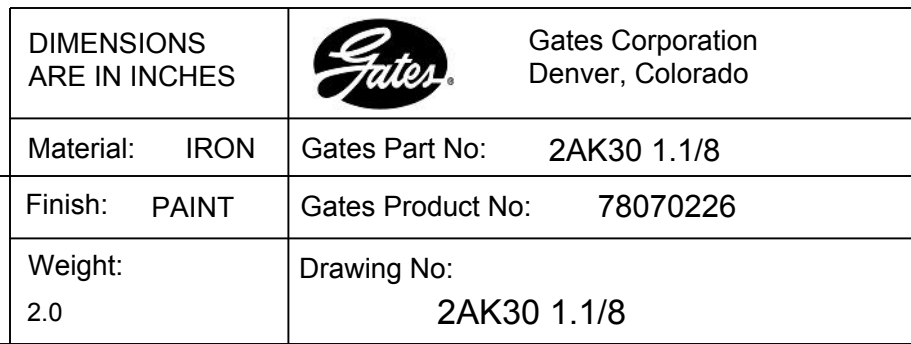 DIMENSIONS
ARE IN INCHES
Gates®
Gates Corporation
Denver, Colorado
Material: IRON
Gates Part No: 2AK30 1.1/8
Finish: PAINT
Gates Product No: 78070226
Weight:
2.0
Drawing No:
2AK30 1.1/8